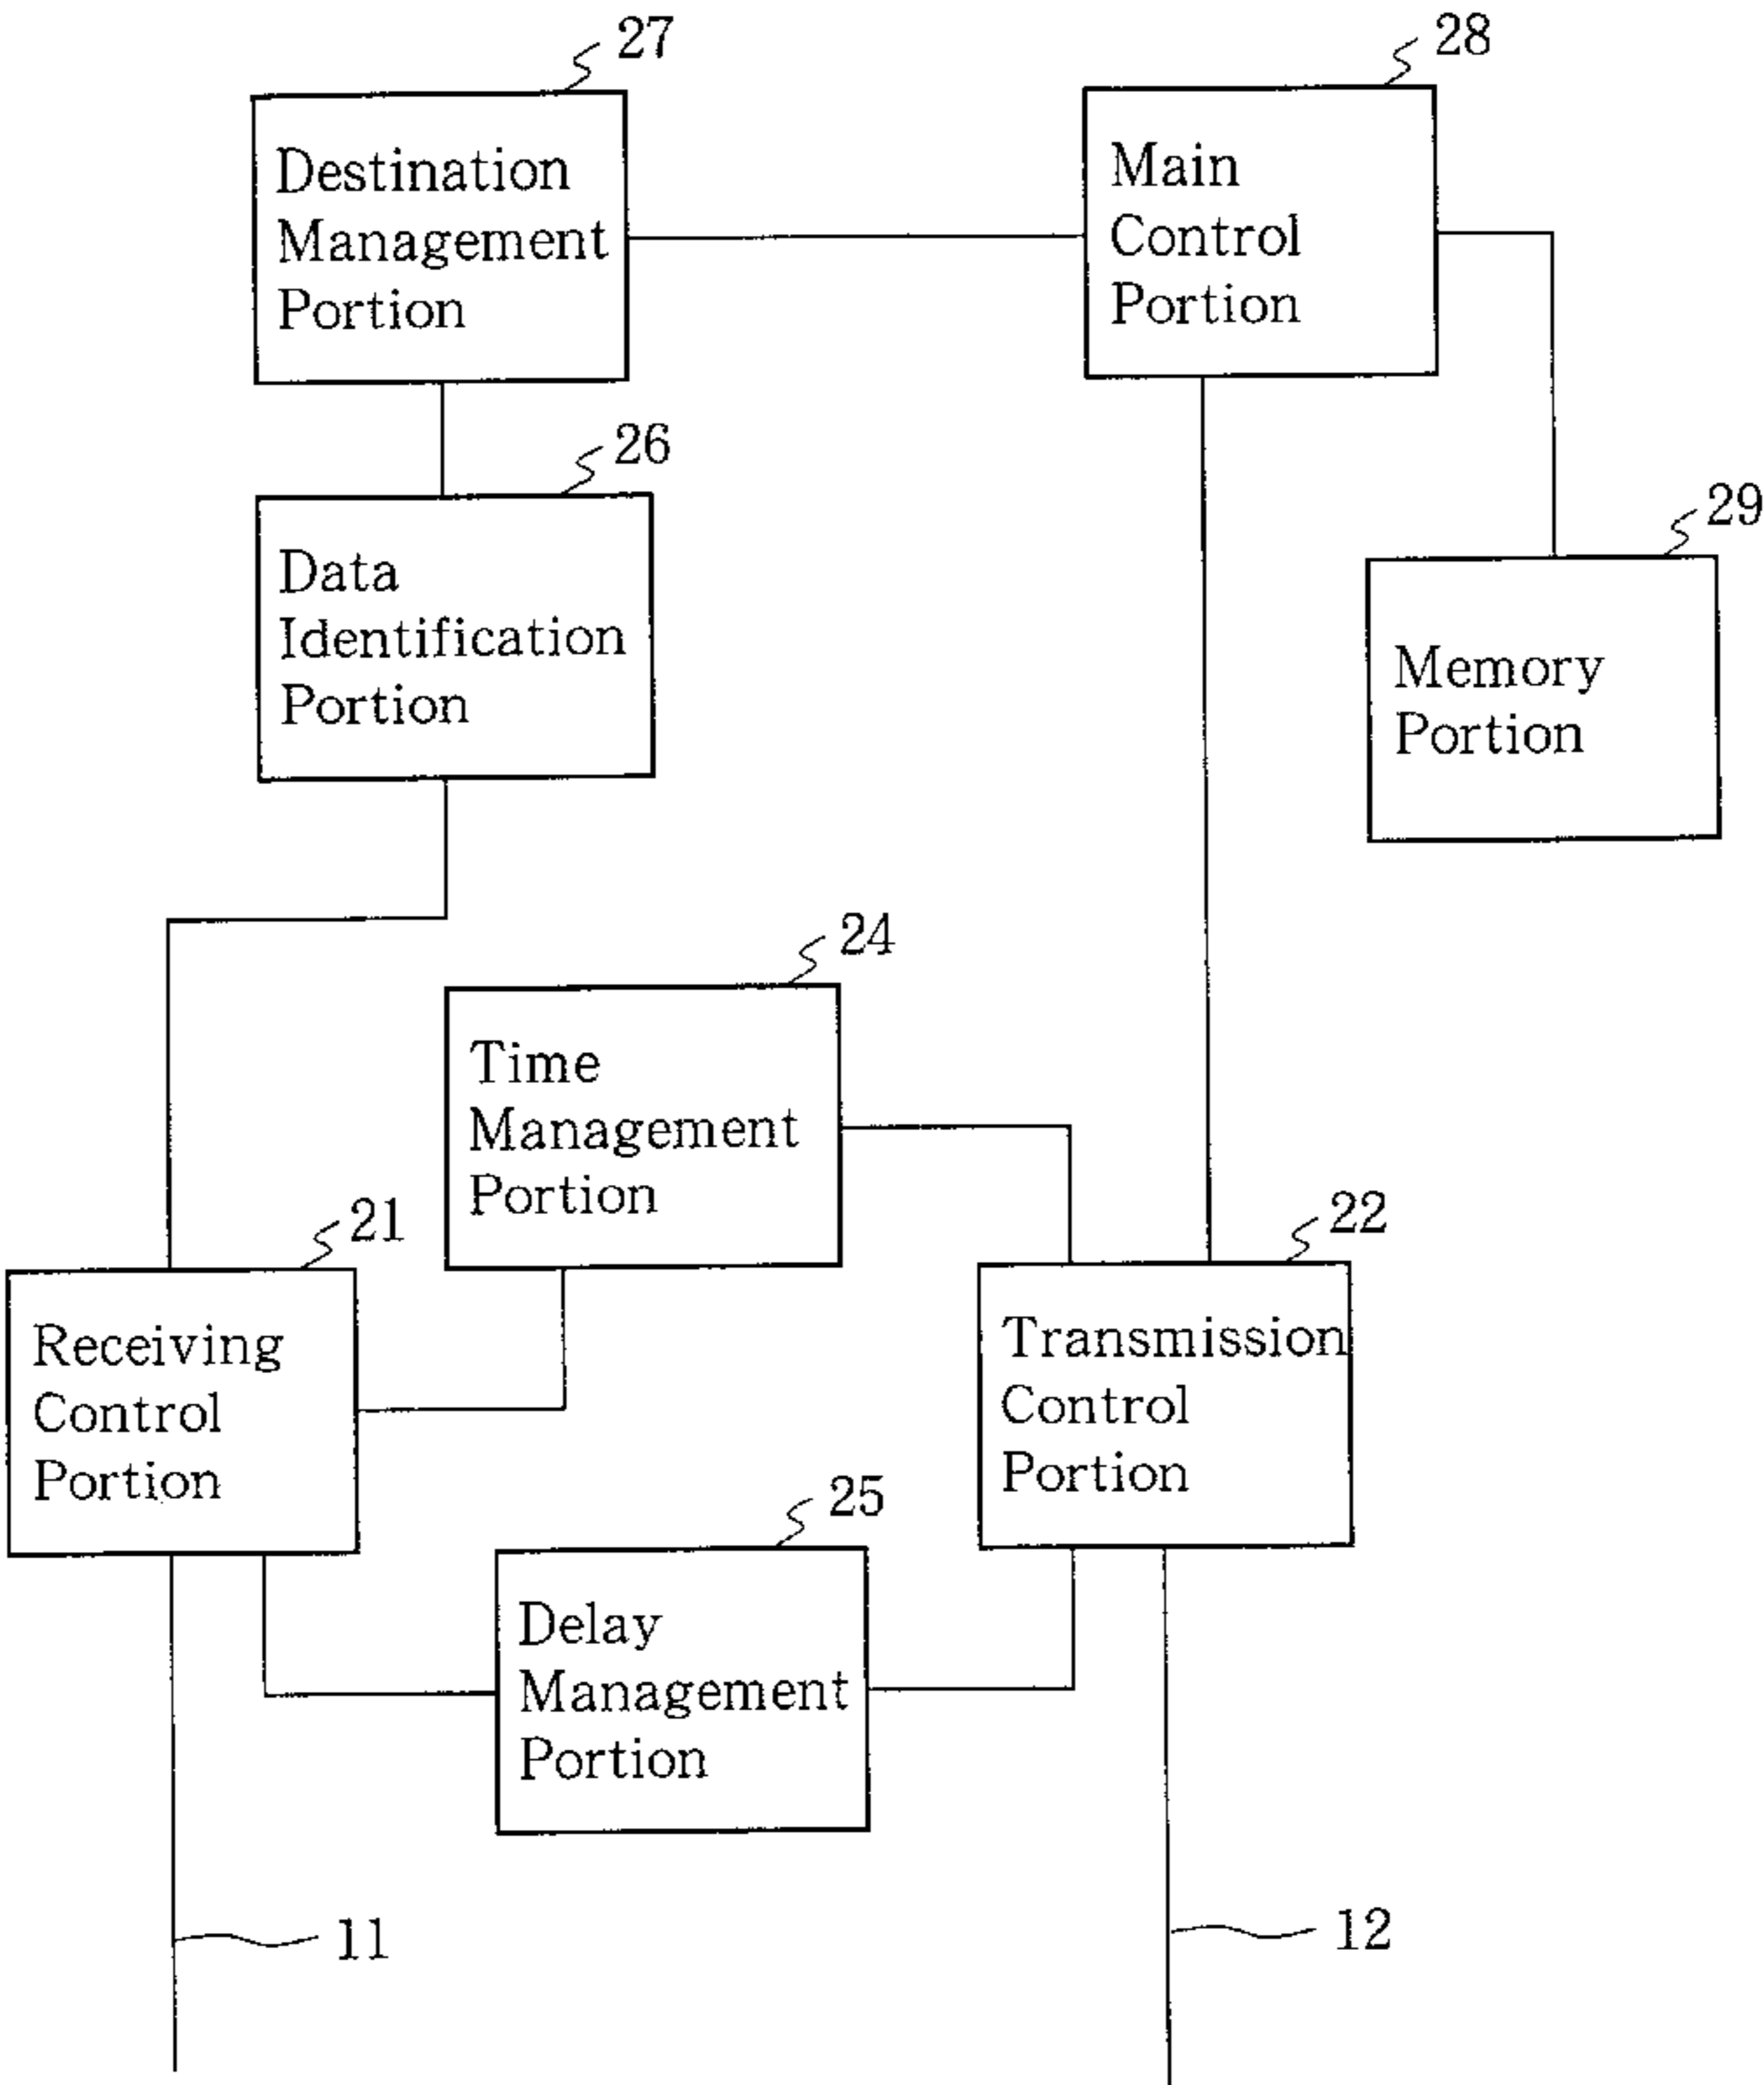 27
28
Destination
Management
Portion
Main
Control
Portion
26
29
Data
Identification
Portion
Memory
Portion
24
Time
Management
Portion
21
22
Receiving
Control
Portion
Transmission
Control
Portion
25
Delay
Management
Portion
11
12